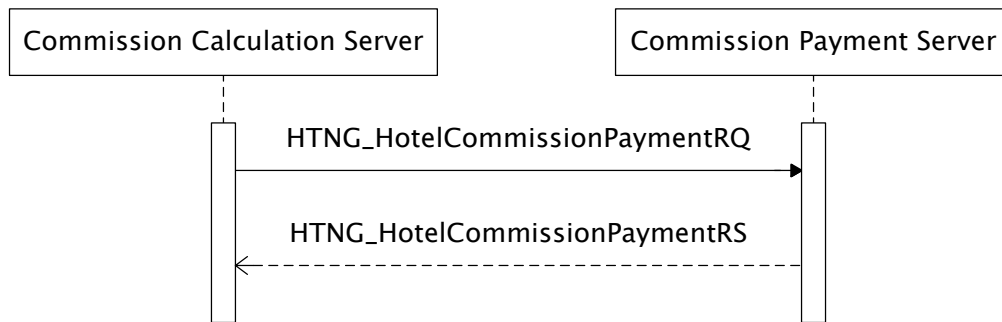 Commission Calculation Server
Commission Payment Server
HTNG_HotelCommissionPaymentRQ
HTNG_HotelCommissionPaymentRS